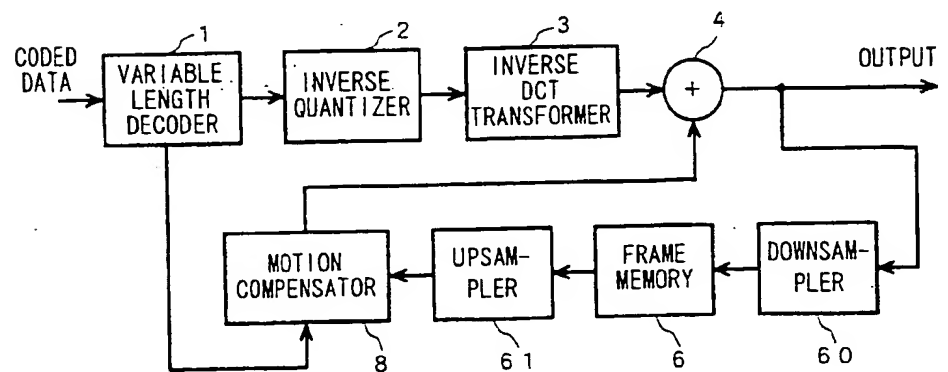 1
2
3
4
CODED
DATA
VARIABLE
LENGTH
DECODER
INVERSE
QUANTIZER
INVERSE
DCT
TRANSFORMER
+
OUTPUT
MOTION
COMPENSATOR
UPSAM-
PLER
FRAME
MEMORY
DOWNSAM-
PLER
8
61
6
60